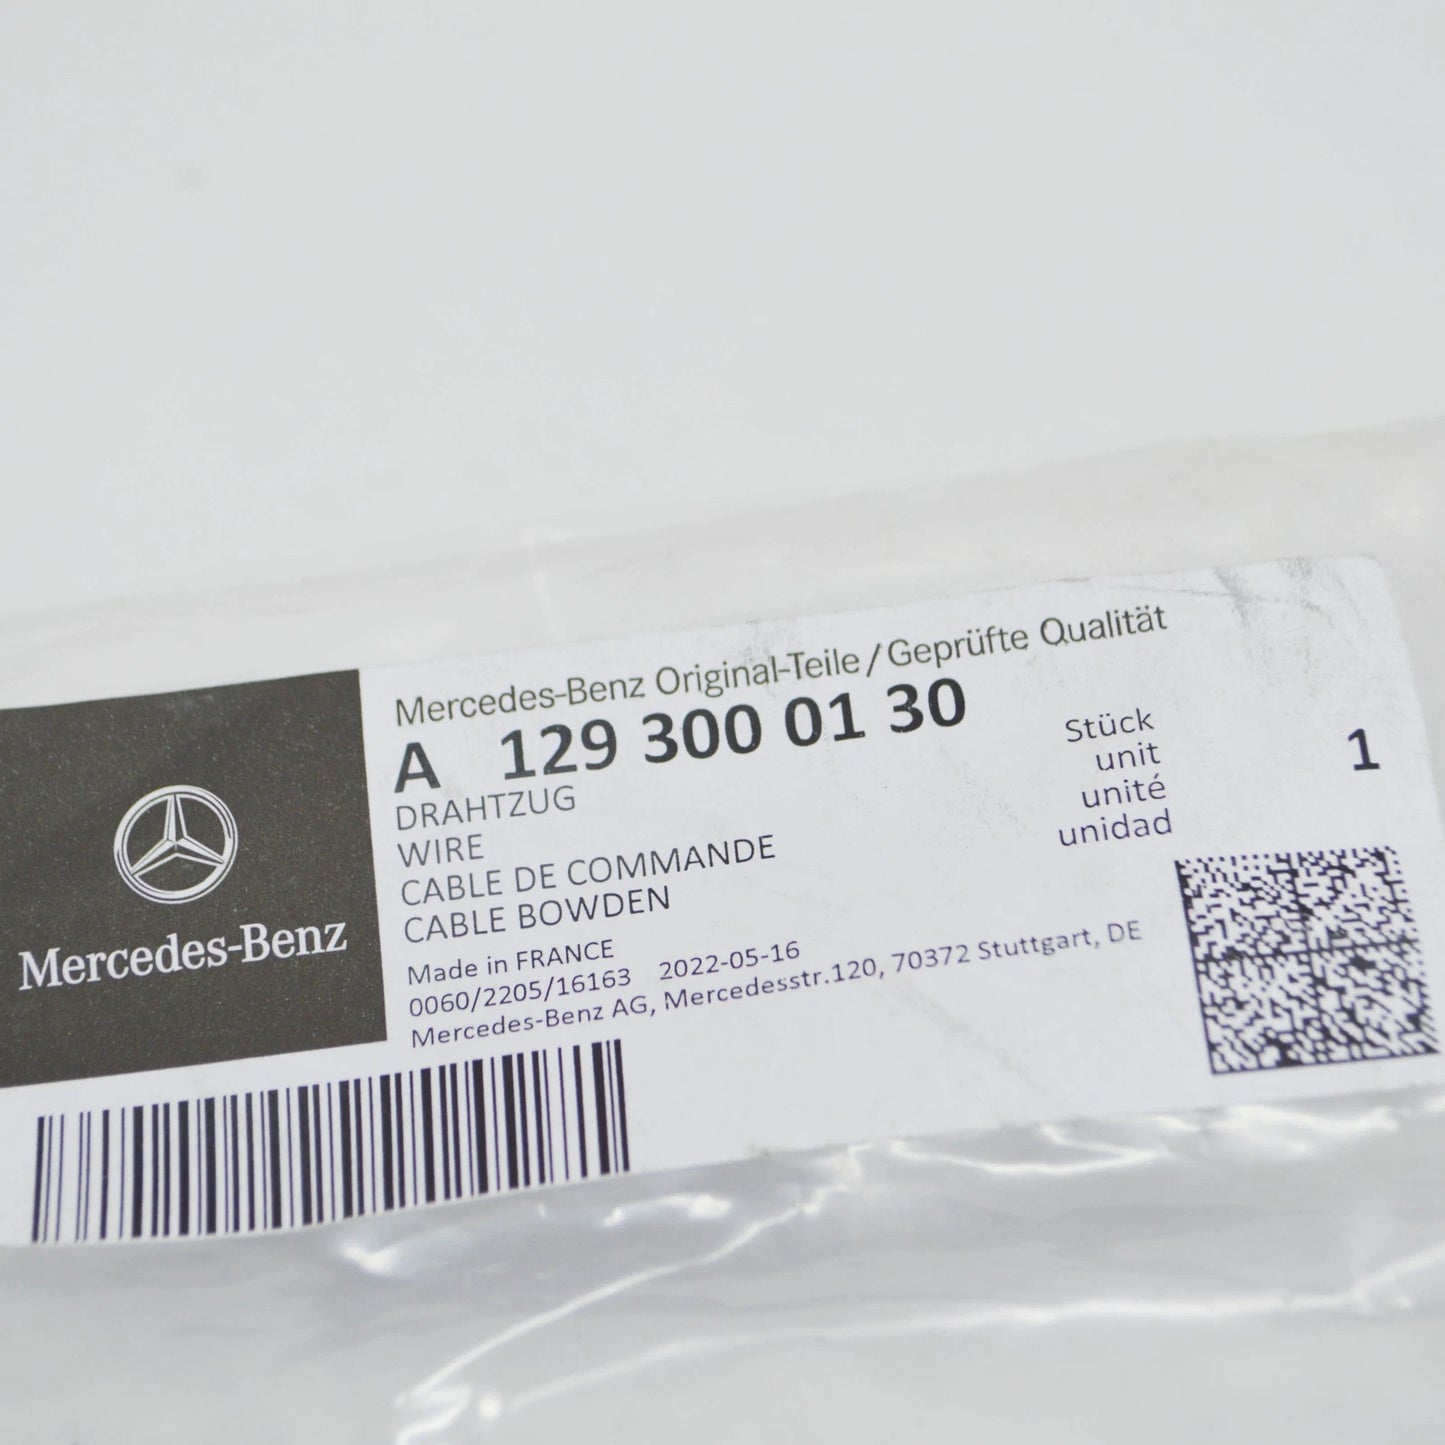 Mercedes-Benz Original-Teile / Geprüfte Qualität
A 129 300 01 30
DRAHTZUG
WIRE
CABLE DE COMMANDE
CABLE BOWDEN
Stück
unit
unité
unidad
1
Made in FRANCE
0060/2205/16163 2022-05-16
Mercedes-Benz AG, Mercedesstr.120, 70372 Stuttgart, DE
Mercedes-Benz